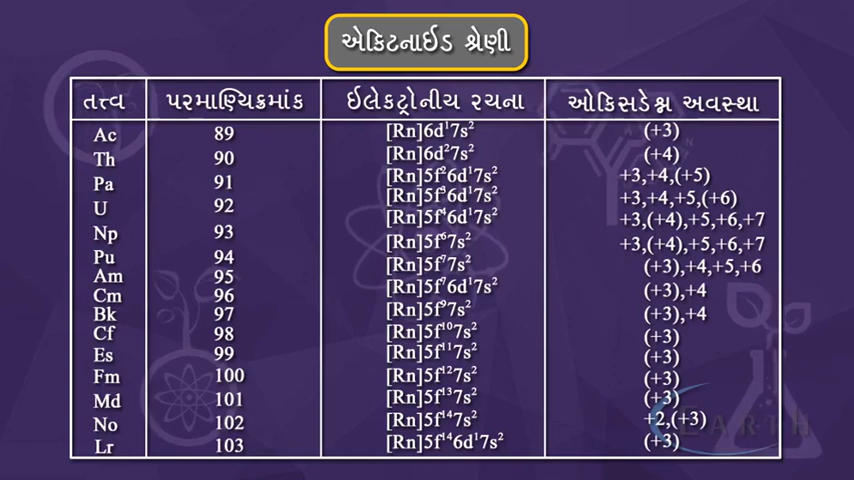 એક્ટિનાઈડ શ્રેણી
તત્ત્વ પરમાણ્વિક્રમાંક ઈલેક્ટ્રોનીય રચના ઓક્સિડેશ્ન અવસ્થા
Ac 89 [Rn]6d¹7s² (+3)
Th 90 [Rn]6d²7s² (+4)
Pa 91 [Rn]5f²6d¹7s² +3,+4,(+5)
U 92 [Rn]5f³6d¹7s² +3,+4,+5,(+6)
Np 93 [Rn]5f⁴6d¹7s² +3,(+4),+5,+6,+7
Pu 94 [Rn]5f⁶7s² +3,(+4),+5,+6,+7
Am 95 [Rn]5f⁷7s² (+3),+4,+5,+6
Cm 96 [Rn]5f⁷6d¹7s² (+3),+4
Bk 97 [Rn]5f⁹7s² (+3),+4
Cf 98 [Rn]5f¹⁰7s² (+3)
Es 99 [Rn]5f¹¹7s² (+3)
Fm 100 [Rn]5f¹²7s² (+3)
Md 101 [Rn]5f¹³7s² (+3)
No 102 [Rn]5f¹⁴7s² +2,(+3)
Lr 103 [Rn]5f¹⁴6d¹7s² (+3)